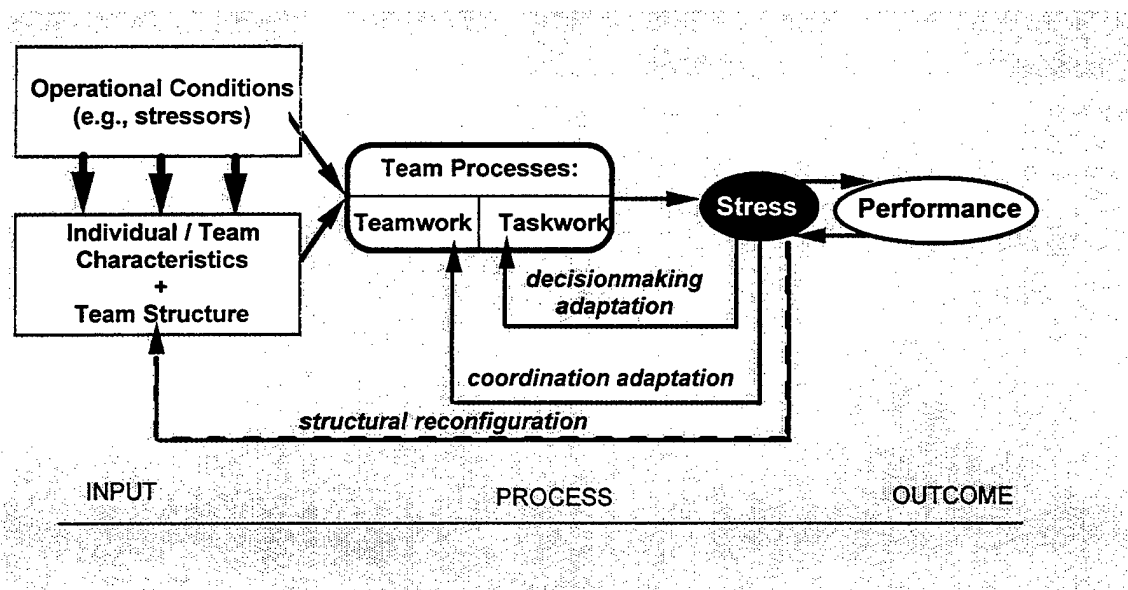 Operational Conditions
(e.g., stressors)
Individual / Team
Characteristics
+
Team Structure
Team Processes:
Teamwork
Taskwork
Stress
Performance
decisionmaking
adaptation
coordination adaptation
structural reconfiguration
INPUT
PROCESS
OUTCOME